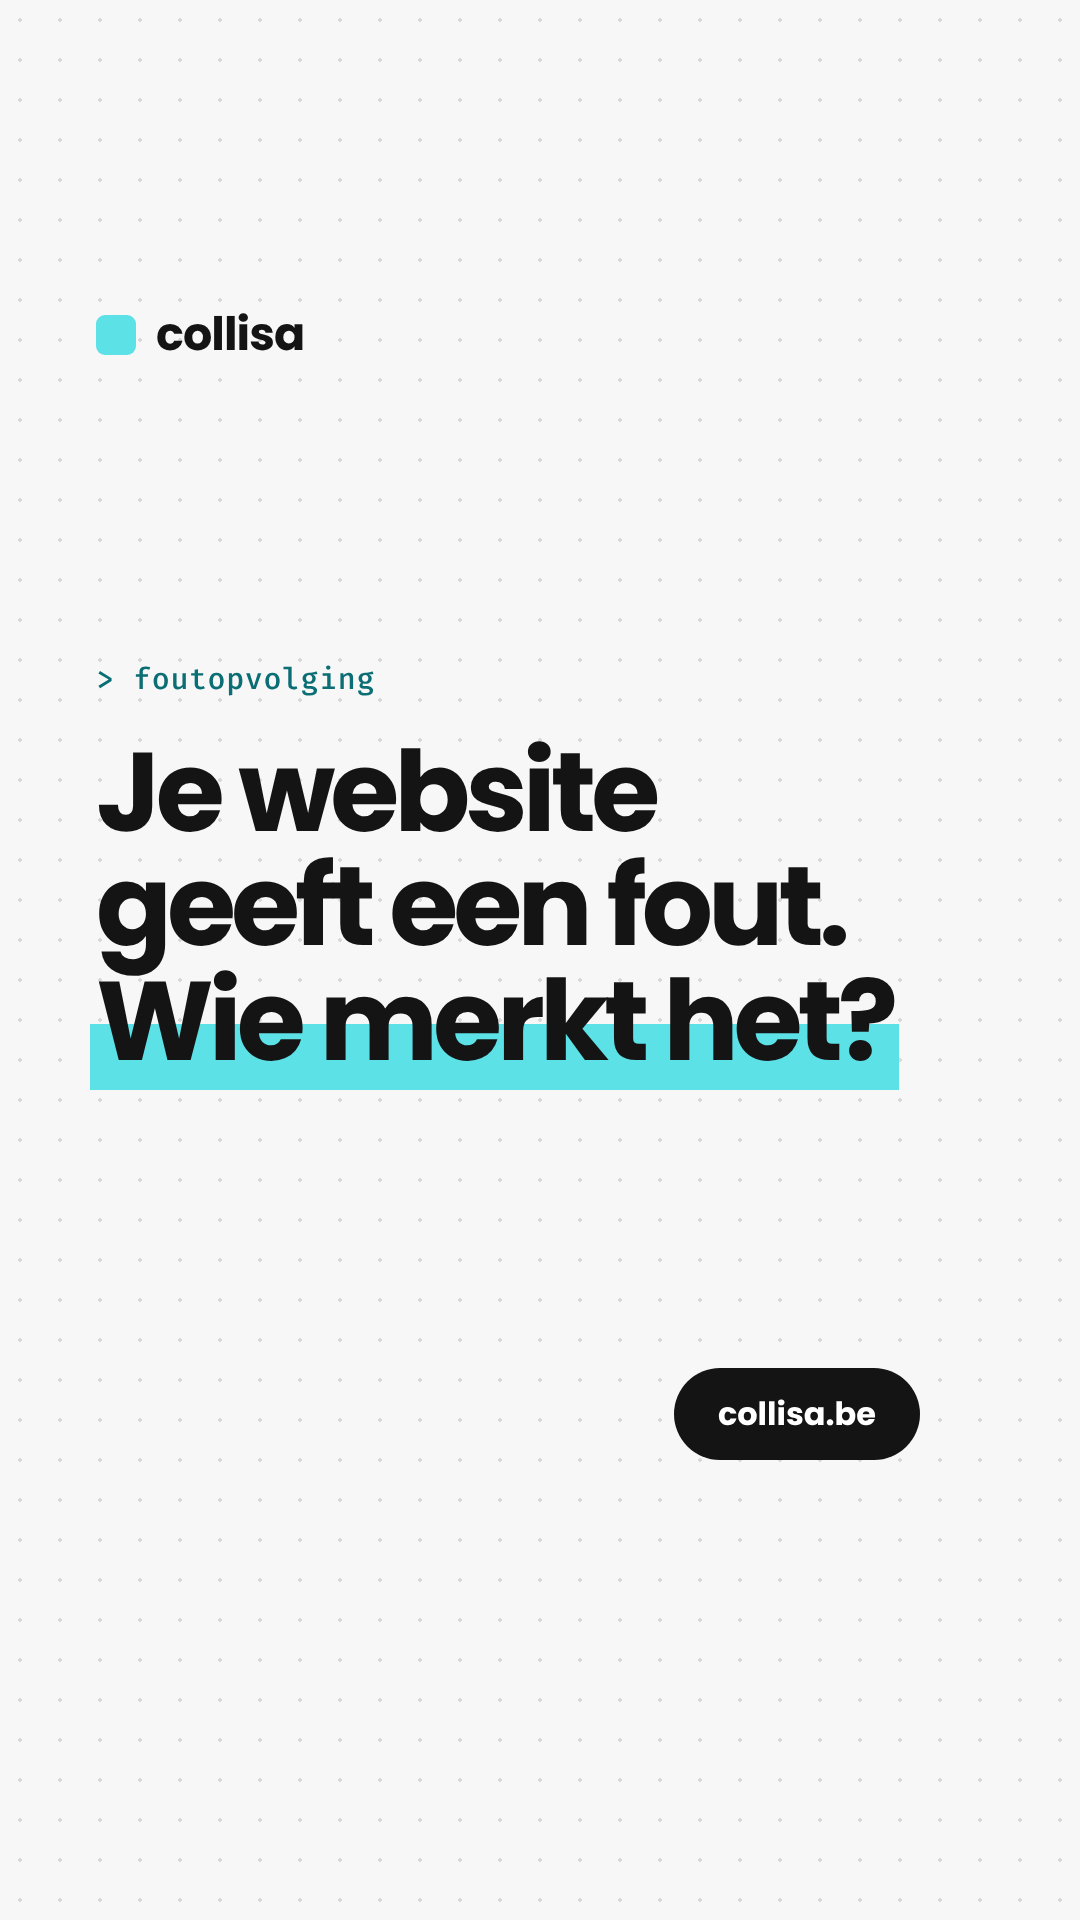 collisa
> foutopvolging
Je website
geeft een fout.
Wie merkt het?
collisa.be